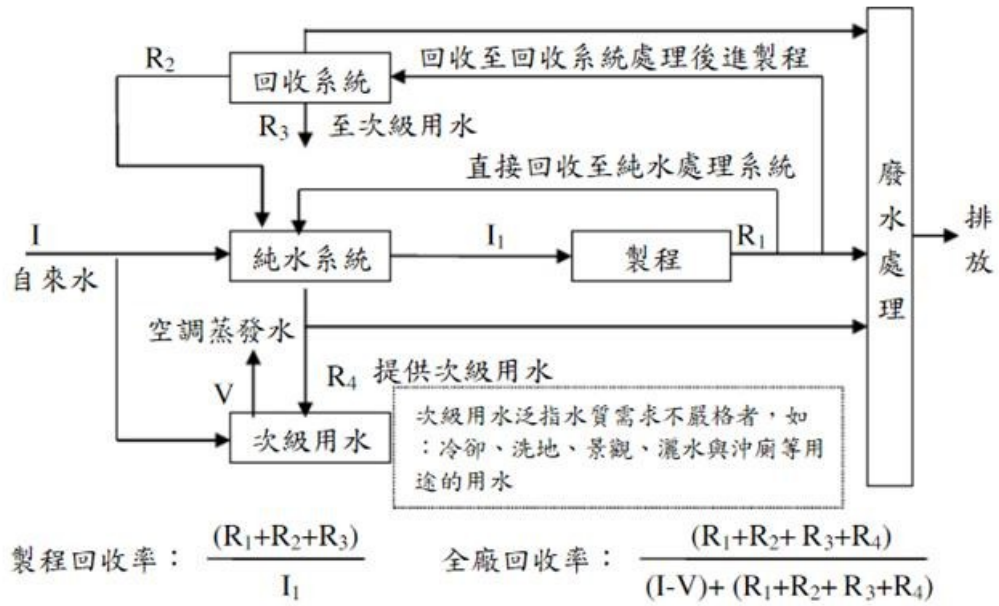 R2
回收系統
回收至回收系統處理後進製程
R3
至次級用水
直接回收至純水處理系統
I
自來水
純水系統
I1
製程
R1
廢水處理
排放
空調蒸發水
V
R4
提供次級用水
次級用水
次級用水泛指水質需求不嚴格者，如
：冷卻、洗地、景觀、灑水與沖廁等用
途的用水
製程回收率：
(R1+R2+R3)
I1
全廠回收率：
(R1+R2+ R3+R4)
(I-V)+ (R1+R2+ R3+R4)